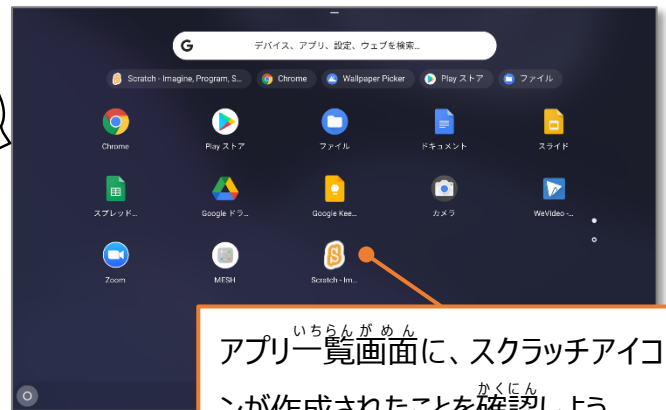 G デバイス、アプリ、設定、ウェブを検索...
Scratch - Imagine, Program, S... Chrome Wallpaper Picker Play ストア ファイル
Chrome Play ストア ファイル ドキュメント スライド
スプレッド... Google ドラ... Google Kee... カメラ WeVideo -...
Zoom MESH Scratch - Im...
いちらんがめん
アプリ一覧画面に、スクラッチアイコ
かくにん
ンが作成されたことを確認しよう